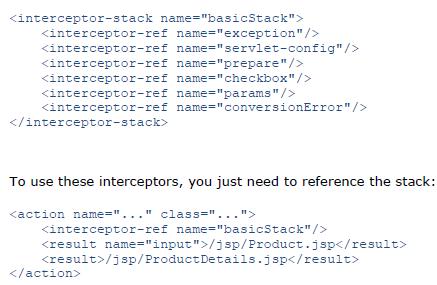 <interceptor-stack name="basicStack">
    <interceptor-ref name="exception"/>
    <interceptor-ref name="servlet-config"/>
    <interceptor-ref name="prepare"/>
    <interceptor-ref name="checkbox"/>
    <interceptor-ref name="params"/>
    <interceptor-ref name="conversionError"/>
</interceptor-stack>
To use these interceptors, you just need to reference the stack:
<action name="..." class="...">
    <interceptor-ref name="basicStack"/>
    <result name="input">/jsp/Product.jsp</result>
    <result>/jsp/ProductDetails.jsp</result>
</action>